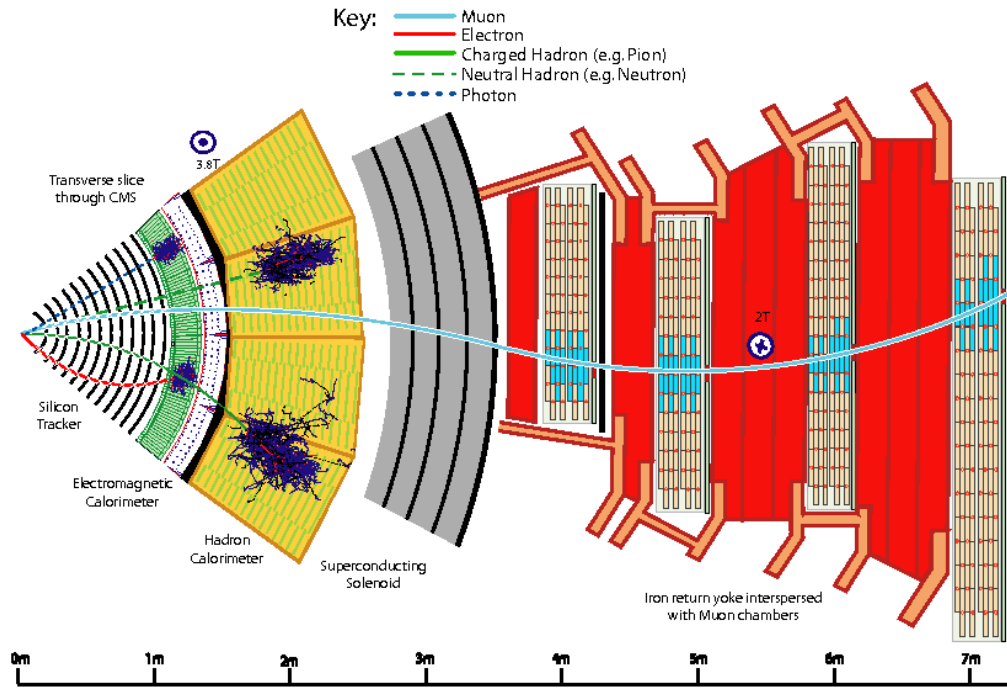 Key:
Muon
Electron
Charged Hadron (e.g. Pion)
Neutral Hadron (e.g. Neutron)
Photon
3.8T
Transverse slice
through CMS
2T
Silicon
Tracker
Electromagnetic
Calorimeter
Hadron
Calorimeter
Superconducting
Solenoid
Iron return yoke interspersed
with Muon chambers
0m 1m 2m 3m 4m 5m 6m 7m